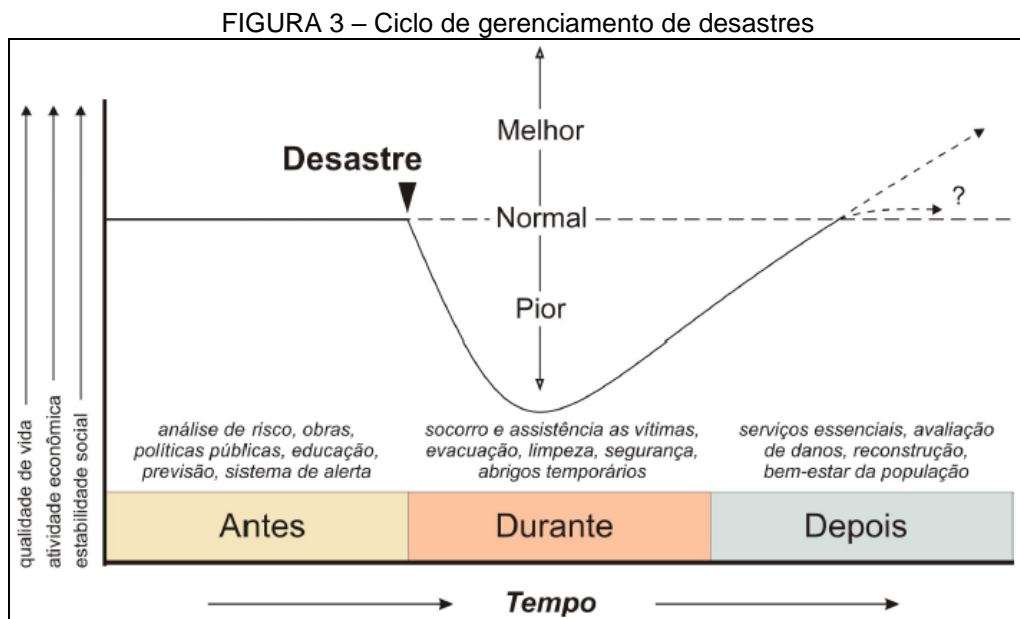 FIGURA 3 – Ciclo de gerenciamento de desastres
Melhor
Desastre
Normal
?
Pior
qualidade de vida
atividade econômica
estabilidade social
análise de risco, obras,
políticas públicas, educação,
previsão, sistema de alerta
socorro e assistência as vítimas,
evacuação, limpeza, segurança,
abrigos temporários
serviços essenciais, avaliação
de danos, reconstrução,
bem-estar da população
Antes
Durante
Depois
Tempo